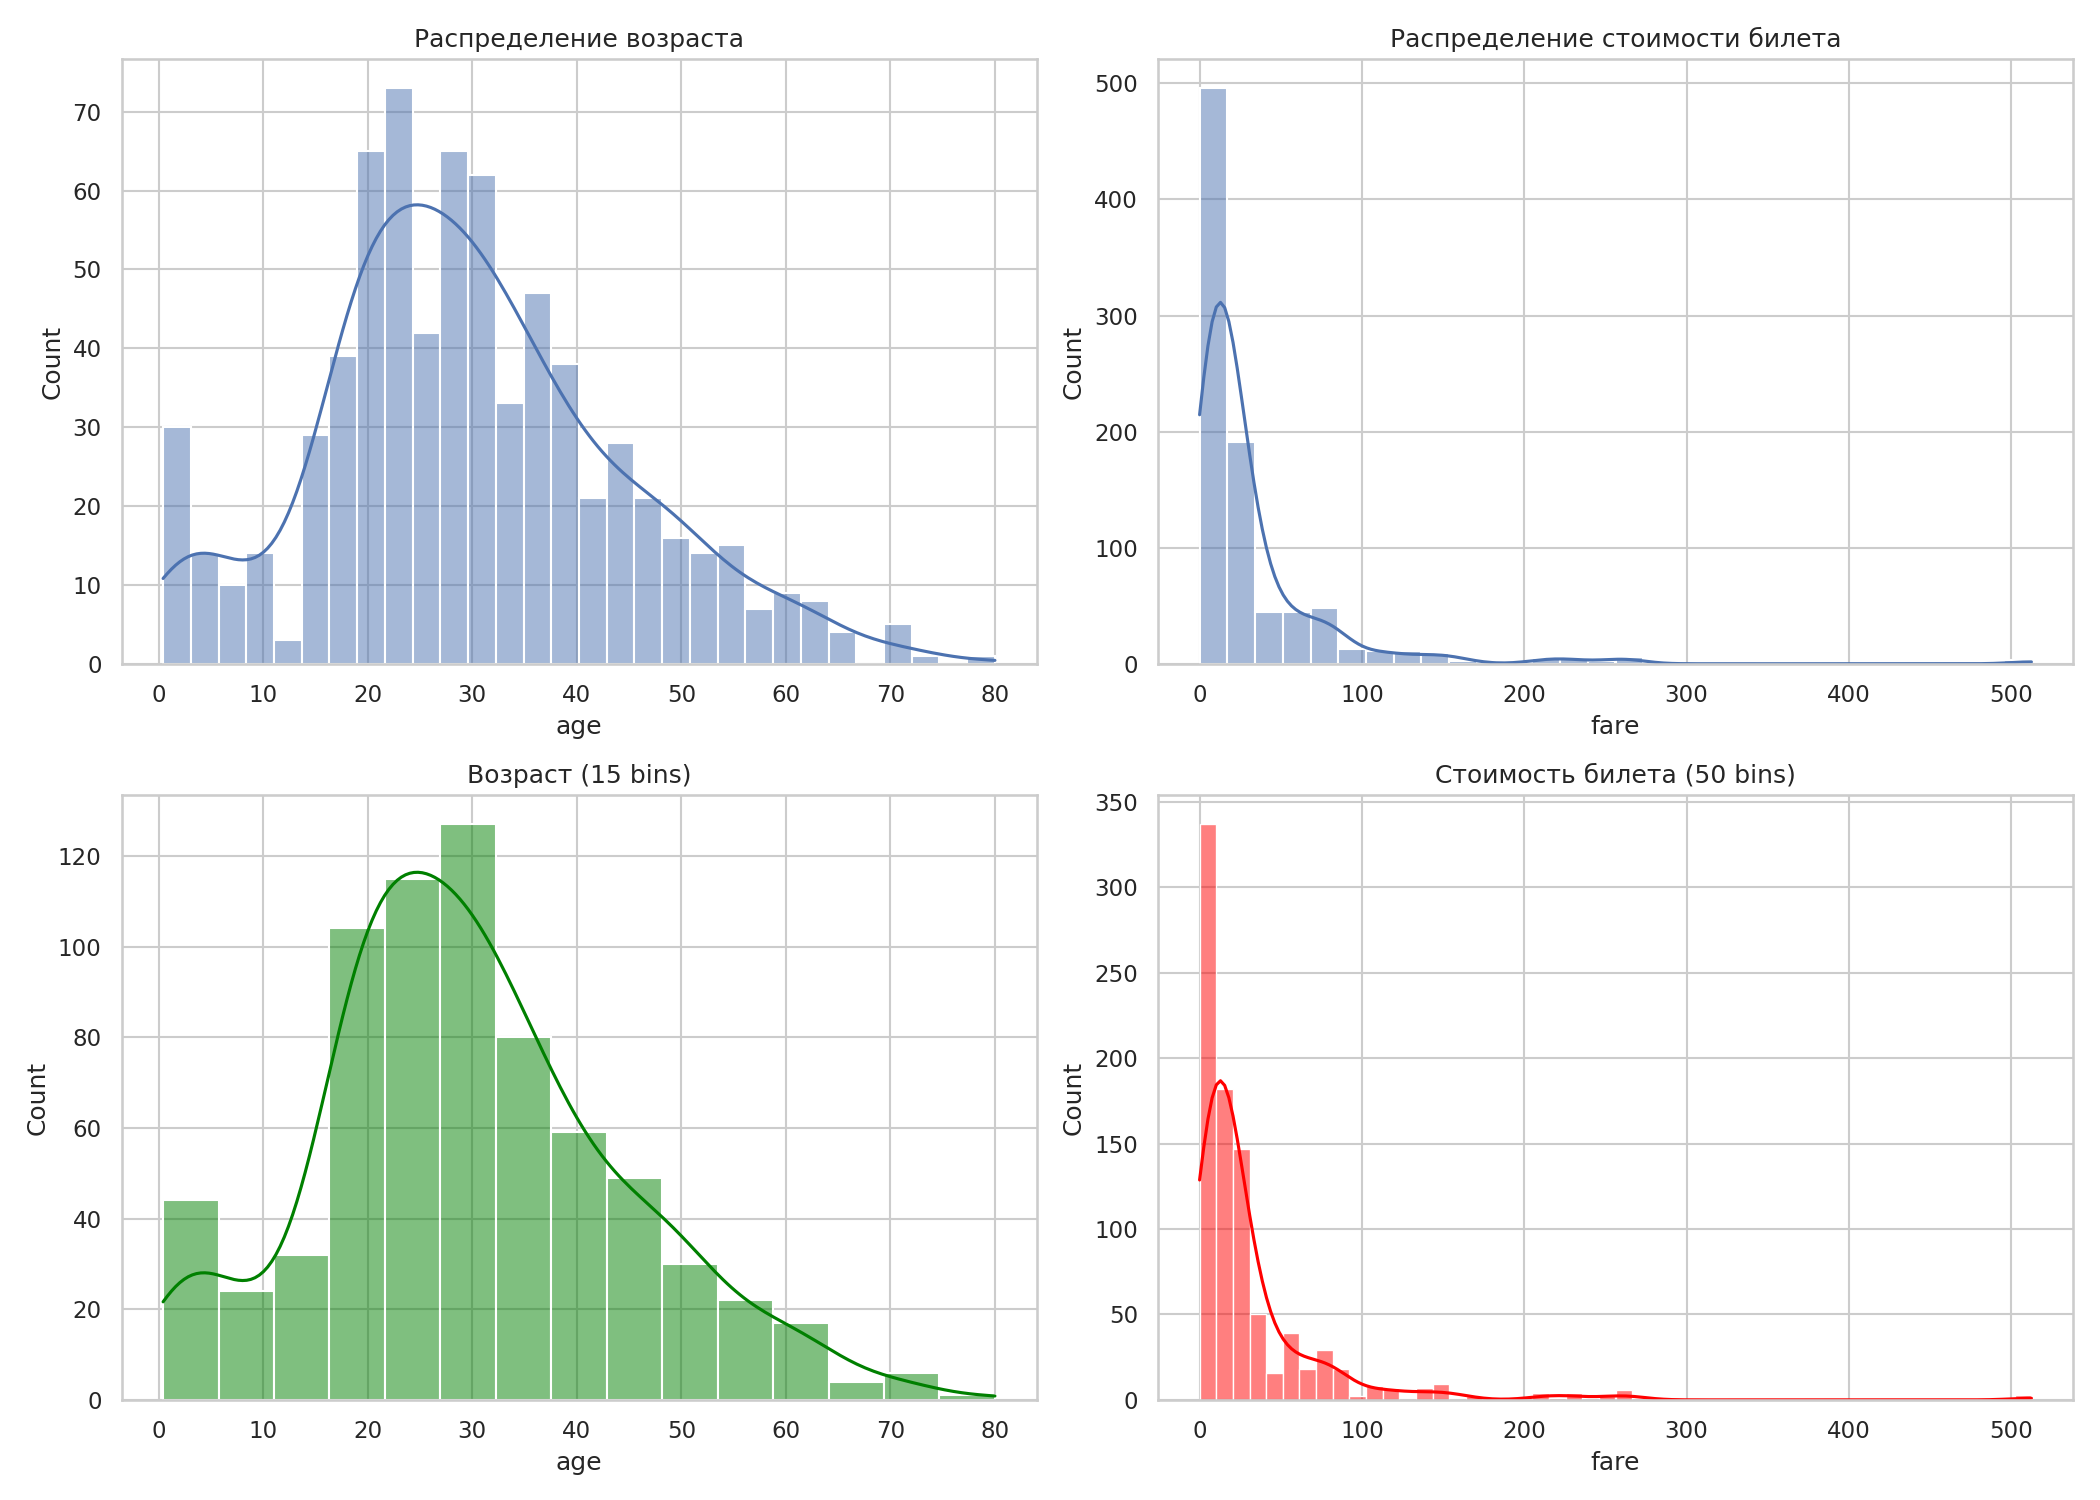 Распределение возраста
70
60
50
40
30
20
10
0
Count
0 10 20 30 40 50 60 70 80
age
Распределение стоимости билета
500
400
300
200
100
0
Count
0 100 200 300 400 500
fare
Возраст (15 bins)
120
100
80
60
40
20
0
Count
0 10 20 30 40 50 60 70 80
age
Стоимость билета (50 bins)
350
300
250
200
150
100
50
0
Count
0 100 200 300 400 500
fare